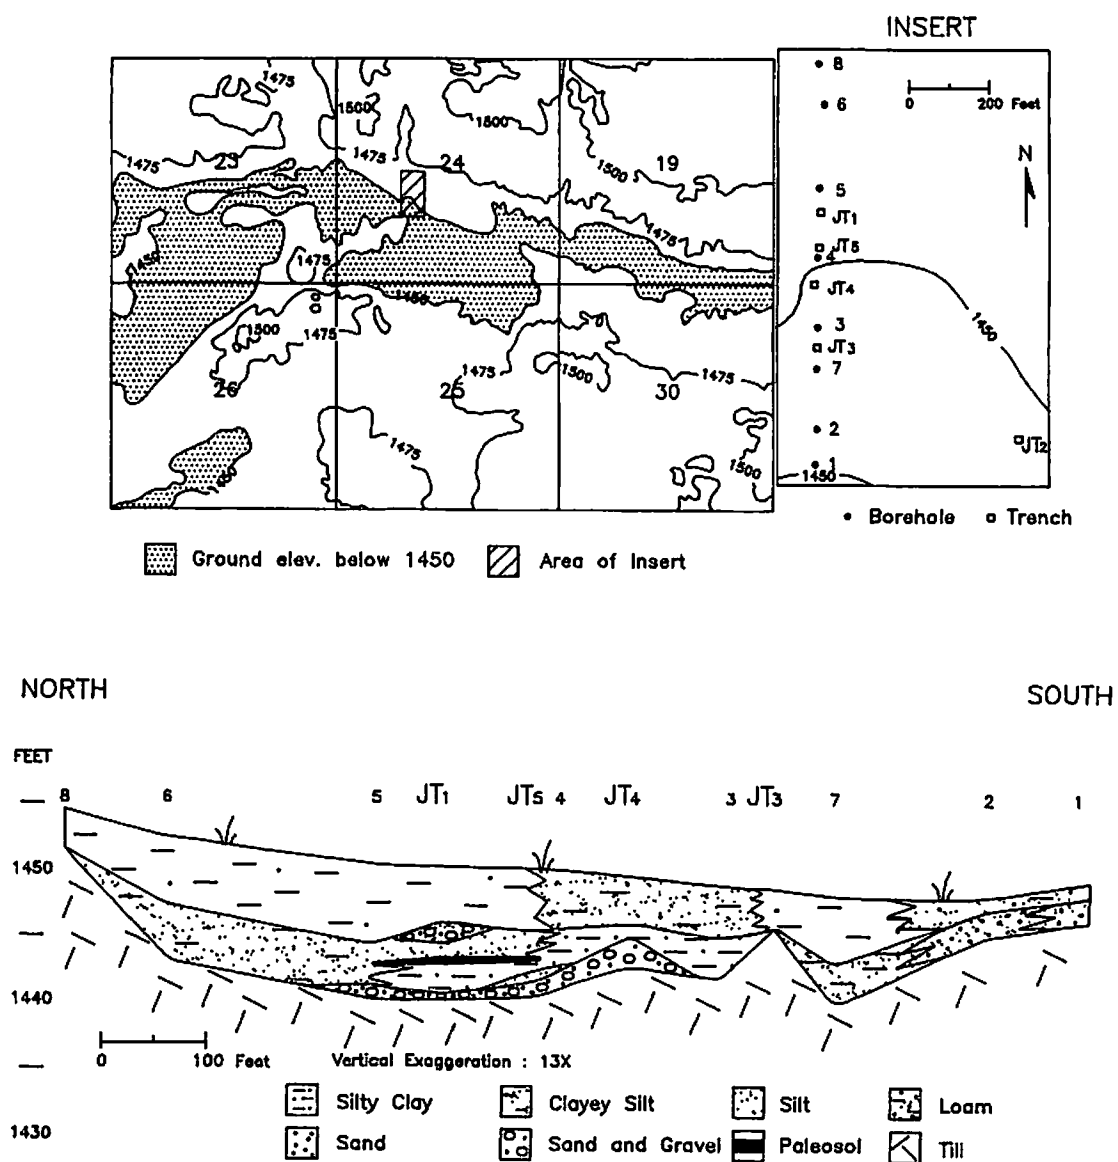 INSERT
1475
1500
1475
23
1475
24
1500
1500
19
1475
1450
1475
1450
1500
1475
26
1475
25
1500
30
1475
1475
1450
1500
8
6
0 200 Feet
N
5
JT1
JT5
4
JT4
3
JT3
7
1450
2
JT2
1
1450
Borehole Trench
Ground elev. below 1450 Area of Insert
NORTH SOUTH
FEET
8 6 5 JT1 JT5 4 JT4 3 JT3 7 2 1
1450
1440
0 100 Feet Vertical Exaggeration : 13X
Silty Clay Clayey Silt Silt Loam
1430 Sand Sand and Gravel Paleosol Till